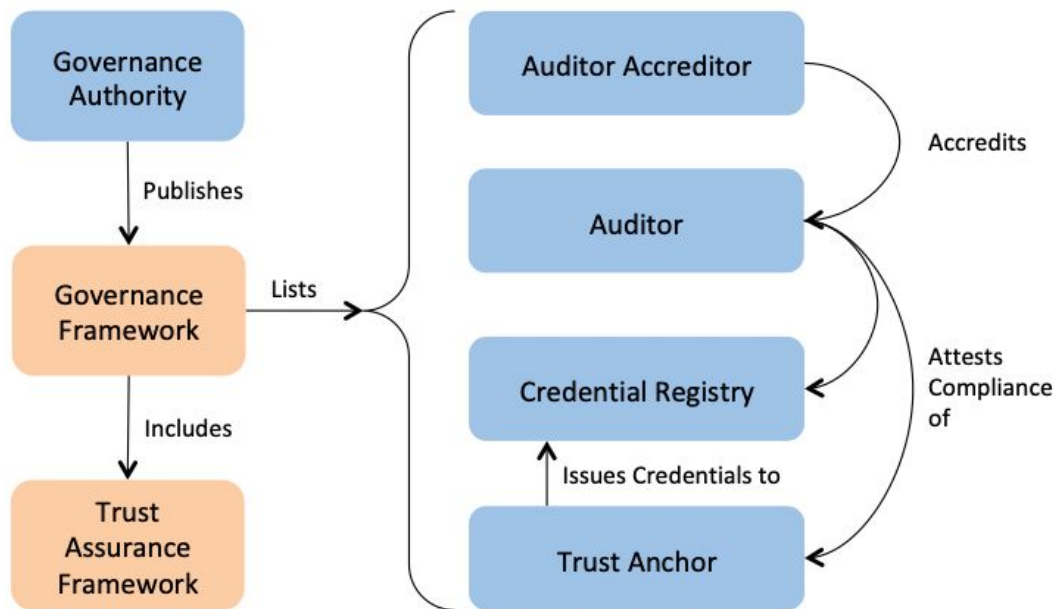 Governance
Authority
Publishes
Governance
Framework
Lists
Includes
Trust
Assurance
Framework
Auditor Accreditor
Accredits
Auditor
Credential Registry
Attests
Compliance
of
Issues Credentials to
Trust Anchor